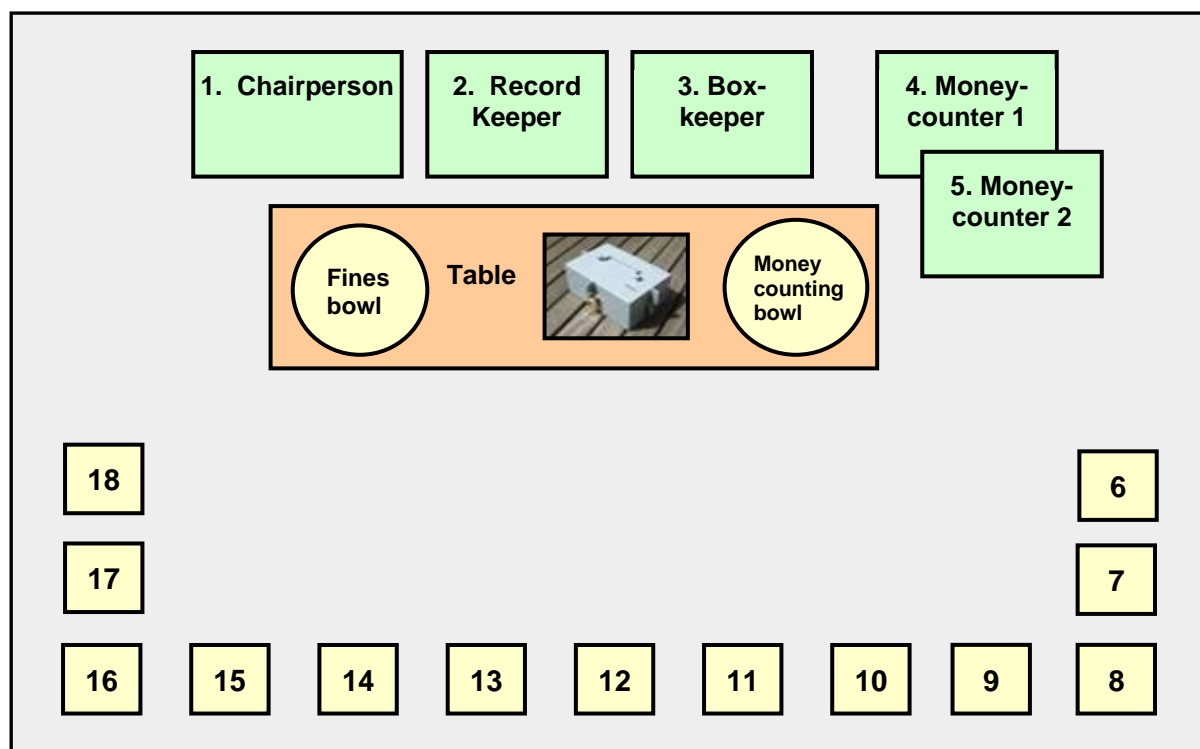 1. Chairperson
2. Record
Keeper
3. Box-
keeper
4. Money-
counter 1
5. Money-
counter 2
Fines
bowl
Table
Money
counting
bowl
18
6
17
7
16
15
14
13
12
11
10
9
8